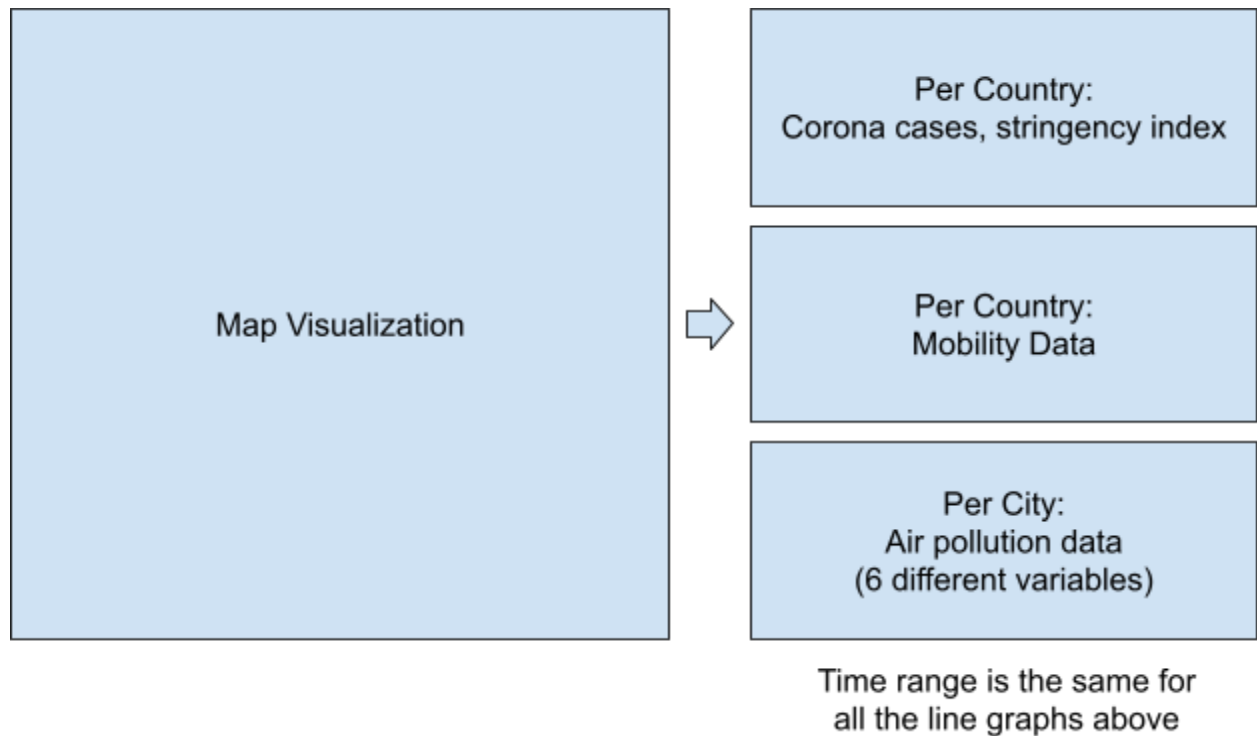 Map Visualization
Per Country:
Corona cases, stringency index
Per Country:
Mobility Data
Per City:
Air pollution data
(6 different variables)
Time range is the same for
all the line graphs above